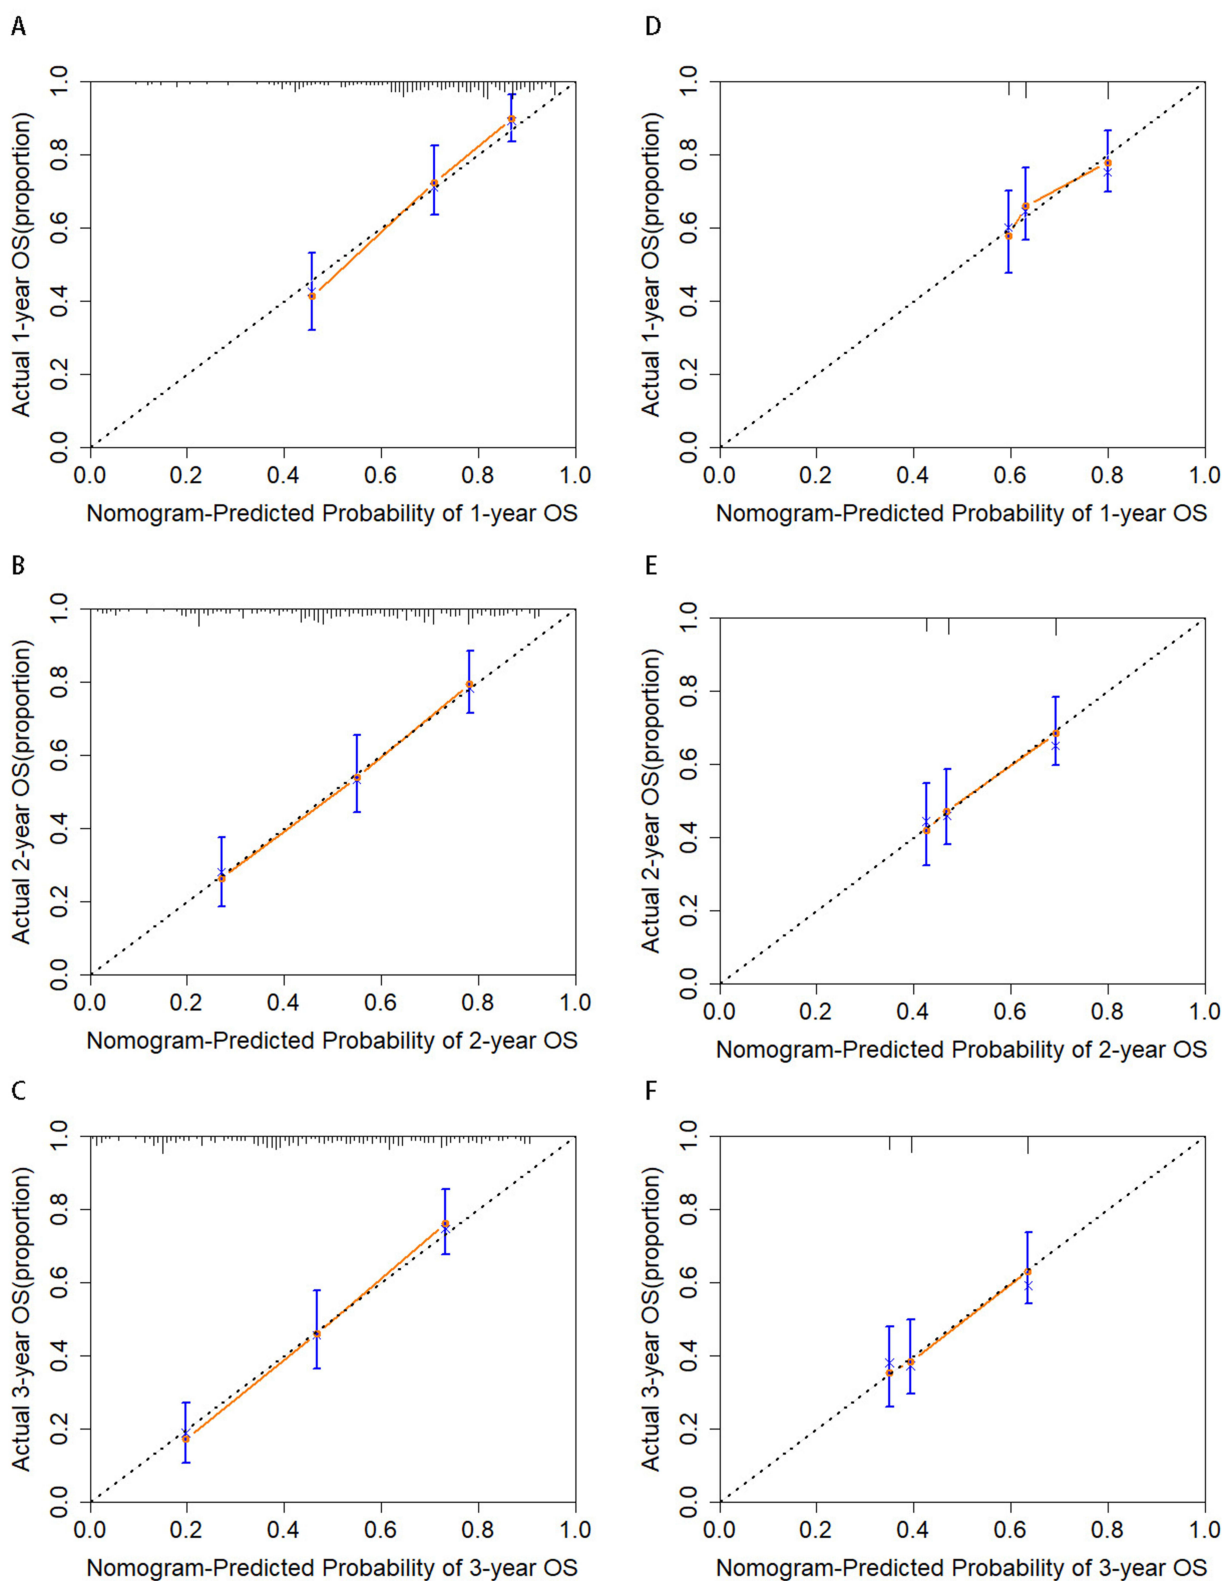 A
Actual 1-year OS(proportion)
1.0
0.8
0.6
0.4
0.2
0.0
0.0 0.2 0.4 0.6 0.8 1.0
Nomogram-Predicted Probability of 1-year OS
D
Actual 1-year OS(proportion)
1.0
0.8
0.6
0.4
0.2
0.0
0.0 0.2 0.4 0.6 0.8 1.0
Nomogram-Predicted Probability of 1-year OS
B
Actual 2-year OS(proportion)
1.0
0.8
0.6
0.4
0.2
0.0
0.0 0.2 0.4 0.6 0.8 1.0
Nomogram-Predicted Probability of 2-year OS
E
Actual 2-year OS(proportion)
1.0
0.8
0.6
0.4
0.2
0.0
0.0 0.2 0.4 0.6 0.8 1.0
Nomogram-Predicted Probability of 2-year OS
C
Actual 3-year OS(proportion)
1.0
0.8
0.6
0.4
0.2
0.0
0.0 0.2 0.4 0.6 0.8 1.0
Nomogram-Predicted Probability of 3-year OS
F
Actual 3-year OS(proportion)
1.0
0.8
0.6
0.4
0.2
0.0
0.0 0.2 0.4 0.6 0.8 1.0
Nomogram-Predicted Probability of 3-year OS